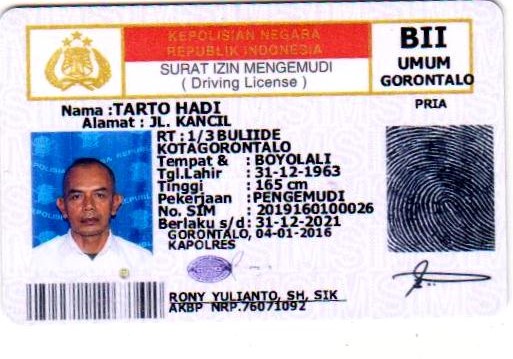 KEPOLISIAN NEGARA
REPUBLIK INDONESIA
SURAT IZIN MENGEMUDI
( Driving License )
BII
UMUM
GORONTALO
PRIA
Nama : TARTO HADI
Alamat : JL. KANCIL
RT : 1/3 BULIIDE
KOTAGORONTALO
Tempat & : BOYOLALI
Tgl.Lahir : 31-12-1963
Tinggi : 165 cm
Pekerjaan : PENGEMUDI
No. SIM : 2019160100026
Berlaku s/d : 31-12-2021
GORONTALO, 04-01-2016
KAPOLRES
RONY YULIANTO, SH, SIK
AKBP NRP.76071092